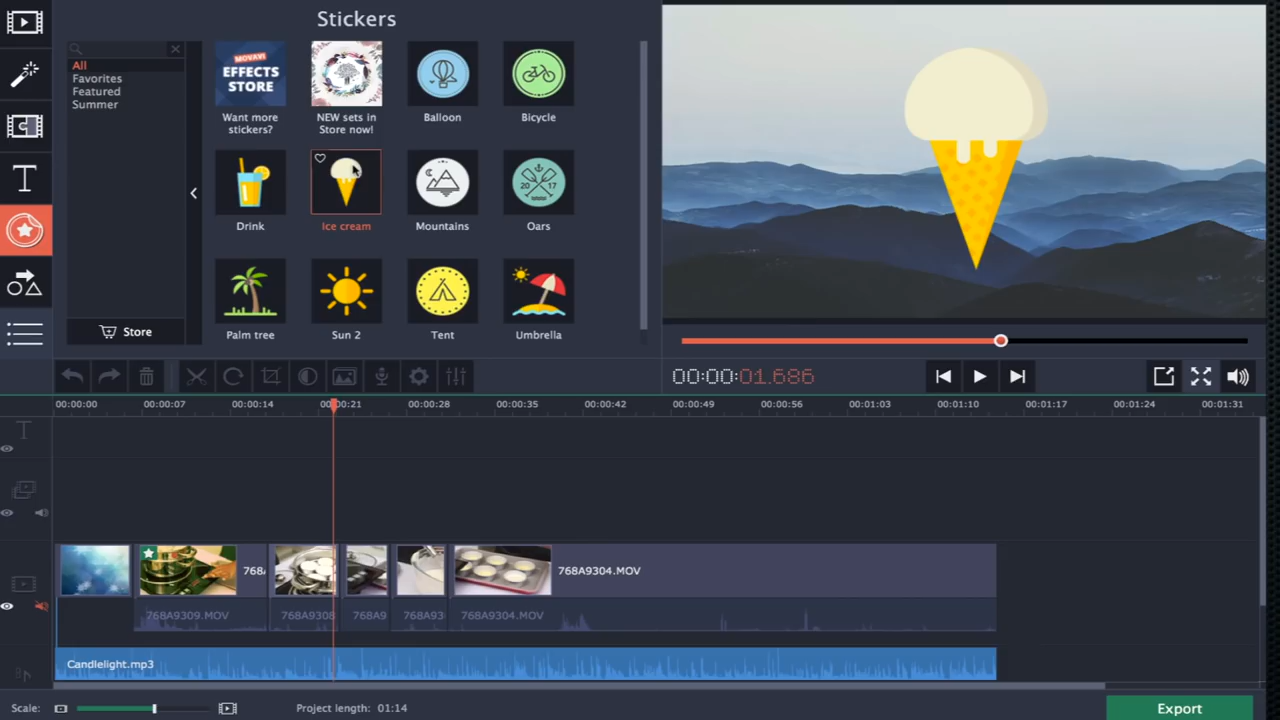 Stickers
All
Favorites
Featured
Summer
Store
MOVAVI
EFFECTS
STORE
Want more
stickers?
NEW sets in
Store now!
Balloon
Bicycle
Drink
Ice cream
Mountains
20 17
Oars
Palm tree
Sun 2
Tent
Umbrella
00:00:01.686
00:00:00 00:00:07 00:00:14 00:00:21 00:00:28 00:00:35 00:00:42 00:00:49 00:00:56 00:01:03 00:01:10 00:01:17 00:01:24 00:01:31
T
768A 768A9304.MOV
768A9309.MOV 768A9308 768A9 768A93 768A9304.MOV
Candlelight.mp3
Scale:
Project length: 01:14
Export